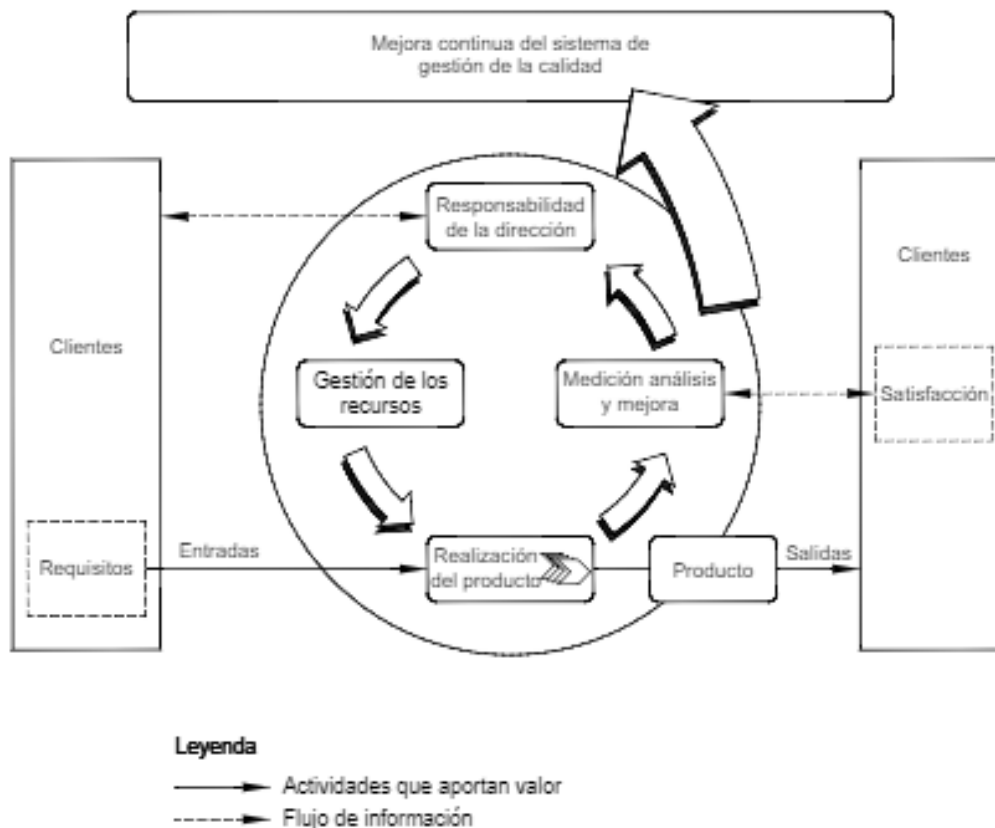 Mejora continua del sistema de
gestión de la calidad
Responsabilidad
de la dirección
Clientes
Clientes
Gestión de los
recursos
Medición análisis
y mejora
Satisfacción
Requisitos
Entradas
Realización
del producto
Producto
Salidas
Leyenda
Actividades que aportan valor
Flujo de información